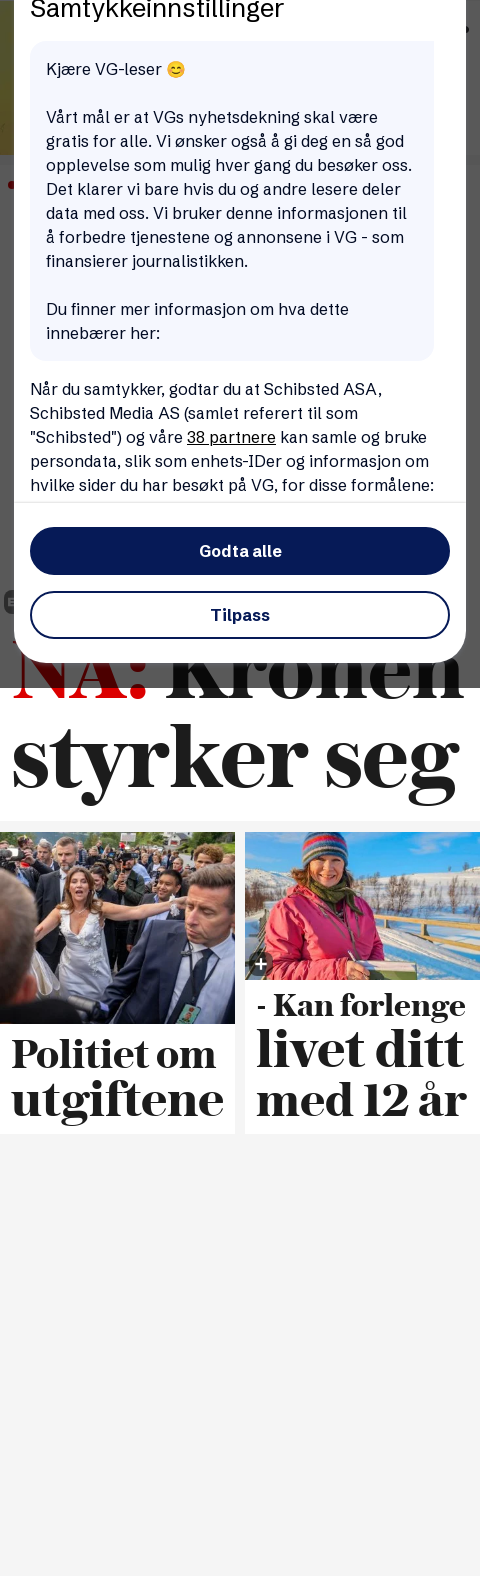 Samtykkeinnstillinger
Kjære VG-leser 😊
Vårt mål er at VGs nyhetsdekning skal være
gratis for alle. Vi ønsker også å gi deg en så god
opplevelse som mulig hver gang du besøker oss.
Det klarer vi bare hvis du og andre lesere deler
data med oss. Vi bruker denne informasjonen til
å forbedre tjenestene og annonsene i VG - som
finansierer journalistikken.
Du finner mer informasjon om hva dette
innebærer her:
Når du samtykker, godtar du at Schibsted ASA,
Schibsted Media AS (samlet referert til som
"Schibsted") og våre 38 partnere kan samle og bruke
persondata, slik som enhets-IDer og informasjon om
hvilke sider du har besøkt på VG, for disse formålene:
Godta alle
Tilpass
NÅ: Kronen
styrker seg
Politiet om
utgiftene
- Kan forlenge
livet ditt
med 12 år